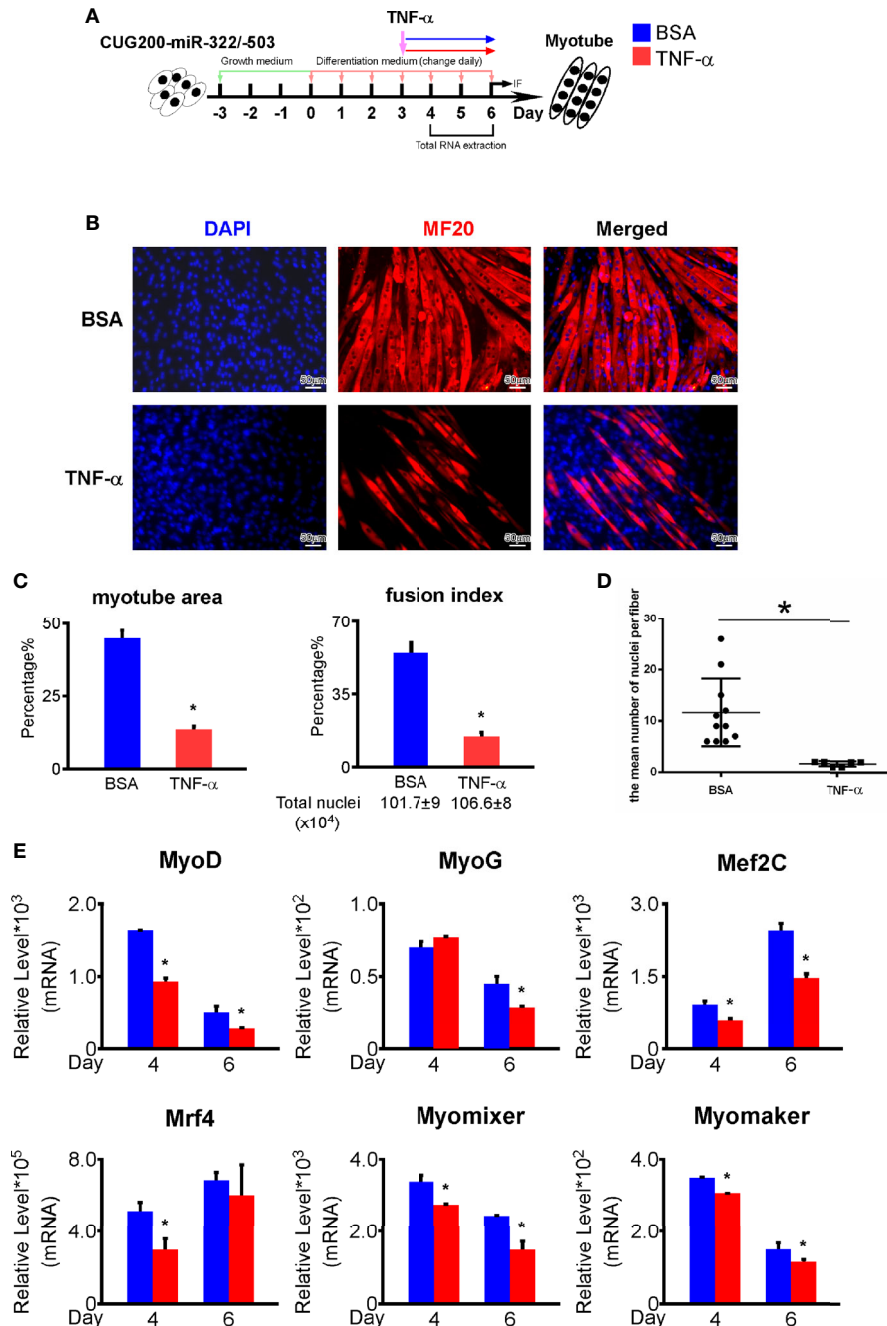 A
TNF-α
CUG200-miR-322/-503
Growth medium
Differentiation medium (change daily)
IF
Myotube
BSA
TNF-α
-3 -2 -1 0 1 2 3 4 5 6 Day
Total RNA extraction
B
DAPI MF20 Merged
BSA
50μm 50μm 50μm
TNF-α
50μm 50μm 50μm
C
myotube area
Percentage%
50
25
0
*
BSA TNF-α
fusion index
Percentage%
70
35
0
*
BSA TNF-α
Total nuclei 101.7±9 106.6±8
(x10⁴)
D
the mean number of nuclei perfiber
30
20
10
0
*
BSA TNF-α
E
MyoD
Relative Level*10³
(mRNA)
2.0
1.0
0
*
*
Day 4 6
MyoG
Relative Level*10²
(mRNA)
1.0
0.5
0
*
Day 4 6
Mef2C
Relative Level*10³
(mRNA)
3.0
1.5
0
*
*
Day 4 6
Mrf4
Relative Level*10⁵
(mRNA)
8.0
4.0
0
*
Day 4 6
Myomixer
Relative Level*10³
(mRNA)
4.0
2.0
0
*
*
Day 4 6
Myomaker
Relative Level*10²
(mRNA)
4.0
2.0
0
*
*
Day 4 6